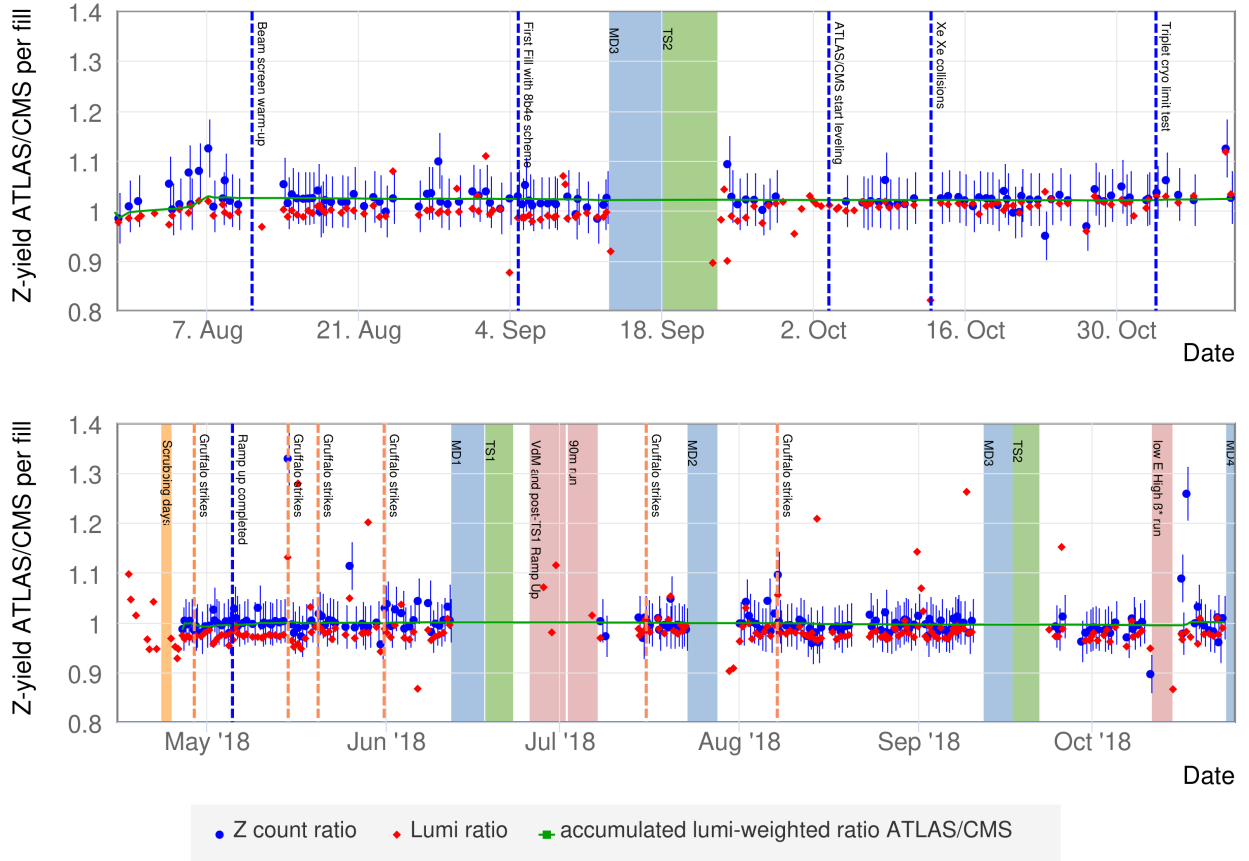 Z-yield ATLAS/CMS per fill
1.4
1.3
1.2
1.1
1
0.9
0.8
Beam screen warm-up
First Fill with 8b4e scheme
MD3
TS2
ATLAS/CMS start leveling
Xe Xe collisions
Triplet cryo limit test
7. Aug
21. Aug
4. Sep
18. Sep
2. Oct
16. Oct
30. Oct
Date
Z-yield ATLAS/CMS per fill
1.4
1.3
1.2
1.1
1
0.9
0.8
Scrubbing days
Gruffalo strikes
Ramp up completed
Gruffalo strikes
Gruffalo strikes
Gruffalo strikes
MD1
TS1
VdM and post-TS1 Ramp Up
90m run
Gruffalo strikes
MD2
Gruffalo strikes
MD3
TS2
low E High β* run
MD4
May '18
Jun '18
Jul '18
Aug '18
Sep '18
Oct '18
Date
Z count ratio
Lumi ratio
accumulated lumi-weighted ratio ATLAS/CMS